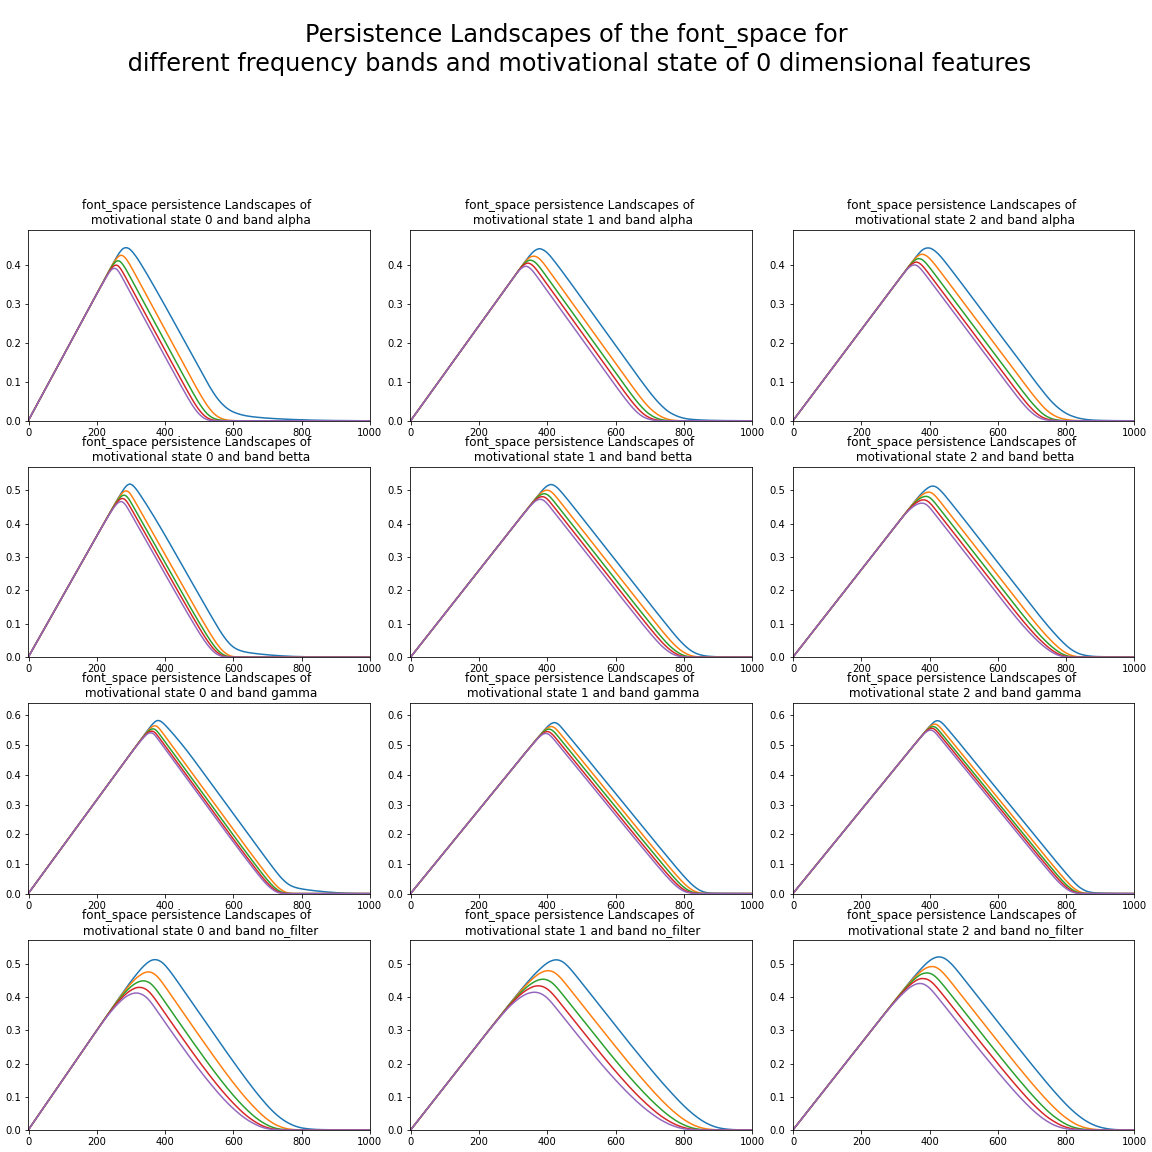 Persistence Landscapes of the font_space for
different frequency bands and motivational state of 0 dimensional features
font_space persistence Landscapes of
motivational state 0 and band alpha
0.4
0.3
0.2
0.1
0.0
0 200 400 600 800 1000
font_space persistence Landscapes of
motivational state 1 and band alpha
0.4
0.3
0.2
0.1
0.0
0 200 400 600 800 1000
font_space persistence Landscapes of
motivational state 2 and band alpha
0.4
0.3
0.2
0.1
0.0
0 200 400 600 800 1000
font_space persistence Landscapes of
motivational state 0 and band betta
0.5
0.4
0.3
0.2
0.1
0.0
0 200 400 600 800 1000
font_space persistence Landscapes of
motivational state 1 and band betta
0.5
0.4
0.3
0.2
0.1
0.0
0 200 400 600 800 1000
font_space persistence Landscapes of
motivational state 2 and band betta
0.5
0.4
0.3
0.2
0.1
0.0
0 200 400 600 800 1000
font_space persistence Landscapes of
motivational state 0 and band gamma
0.6
0.5
0.4
0.3
0.2
0.1
0.0
0 200 400 600 800 1000
font_space persistence Landscapes of
motivational state 1 and band gamma
0.6
0.5
0.4
0.3
0.2
0.1
0.0
0 200 400 600 800 1000
font_space persistence Landscapes of
motivational state 2 and band gamma
0.6
0.5
0.4
0.3
0.2
0.1
0.0
0 200 400 600 800 1000
font_space persistence Landscapes of
motivational state 0 and band no_filter
0.5
0.4
0.3
0.2
0.1
0.0
0 200 400 600 800 1000
font_space persistence Landscapes of
motivational state 1 and band no_filter
0.5
0.4
0.3
0.2
0.1
0.0
0 200 400 600 800 1000
font_space persistence Landscapes of
motivational state 2 and band no_filter
0.5
0.4
0.3
0.2
0.1
0.0
0 200 400 600 800 1000